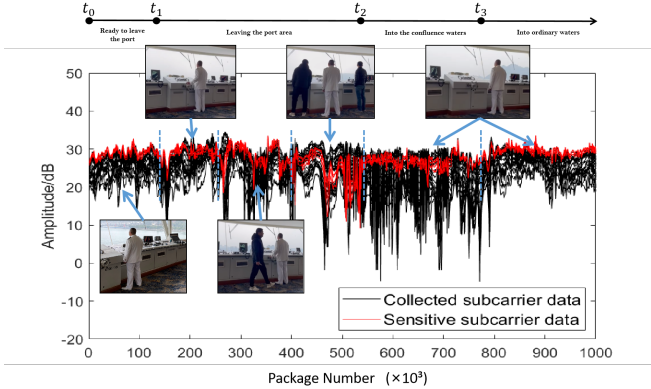 t₀ t₁ t₂ t₃
Ready to leave
the port
Leaving the port area
Into the confluence waters
Into ordinary waters
50
40
30
20
10
0
-10
-20
Amplitude/dB
Collected subcarrier data
Sensitive subcarrier data
0 100 200 300 400 500 600 700 800 900 1000
Package Number (×10³)